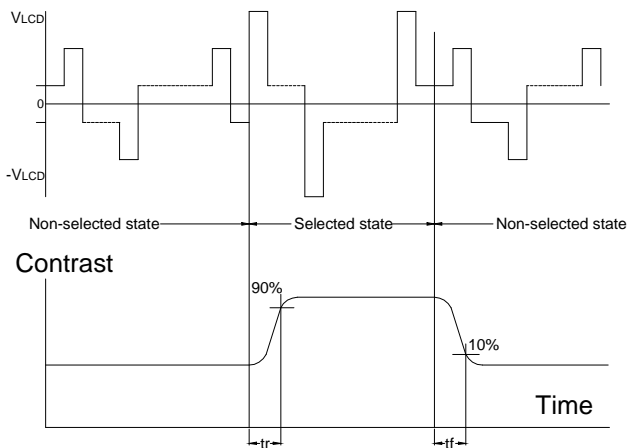 VLCD
0
-VLCD
Non-selected state
Selected state
Non-selected state
Contrast
90%
10%
Time
tr
tf